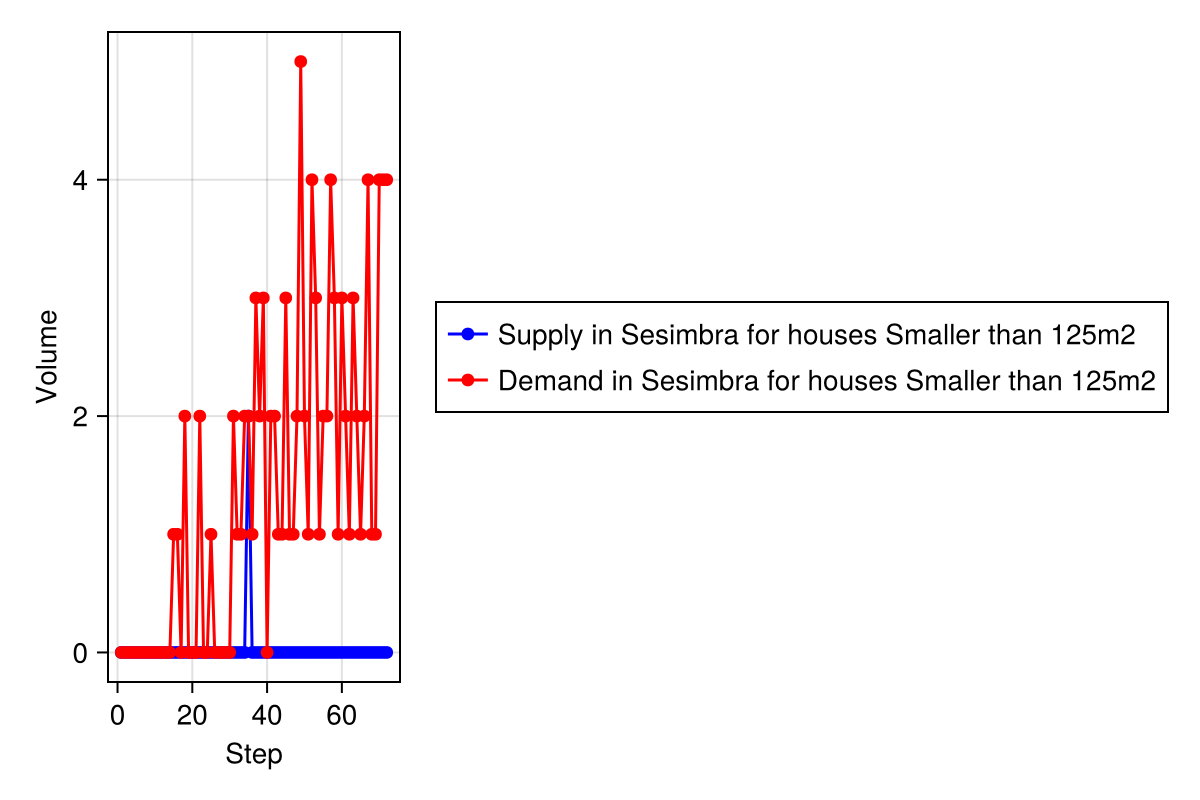 Volume
4
2
0
0 20 40 60
Step
Supply in Sesimbra for houses Smaller than 125m2
Demand in Sesimbra for houses Smaller than 125m2